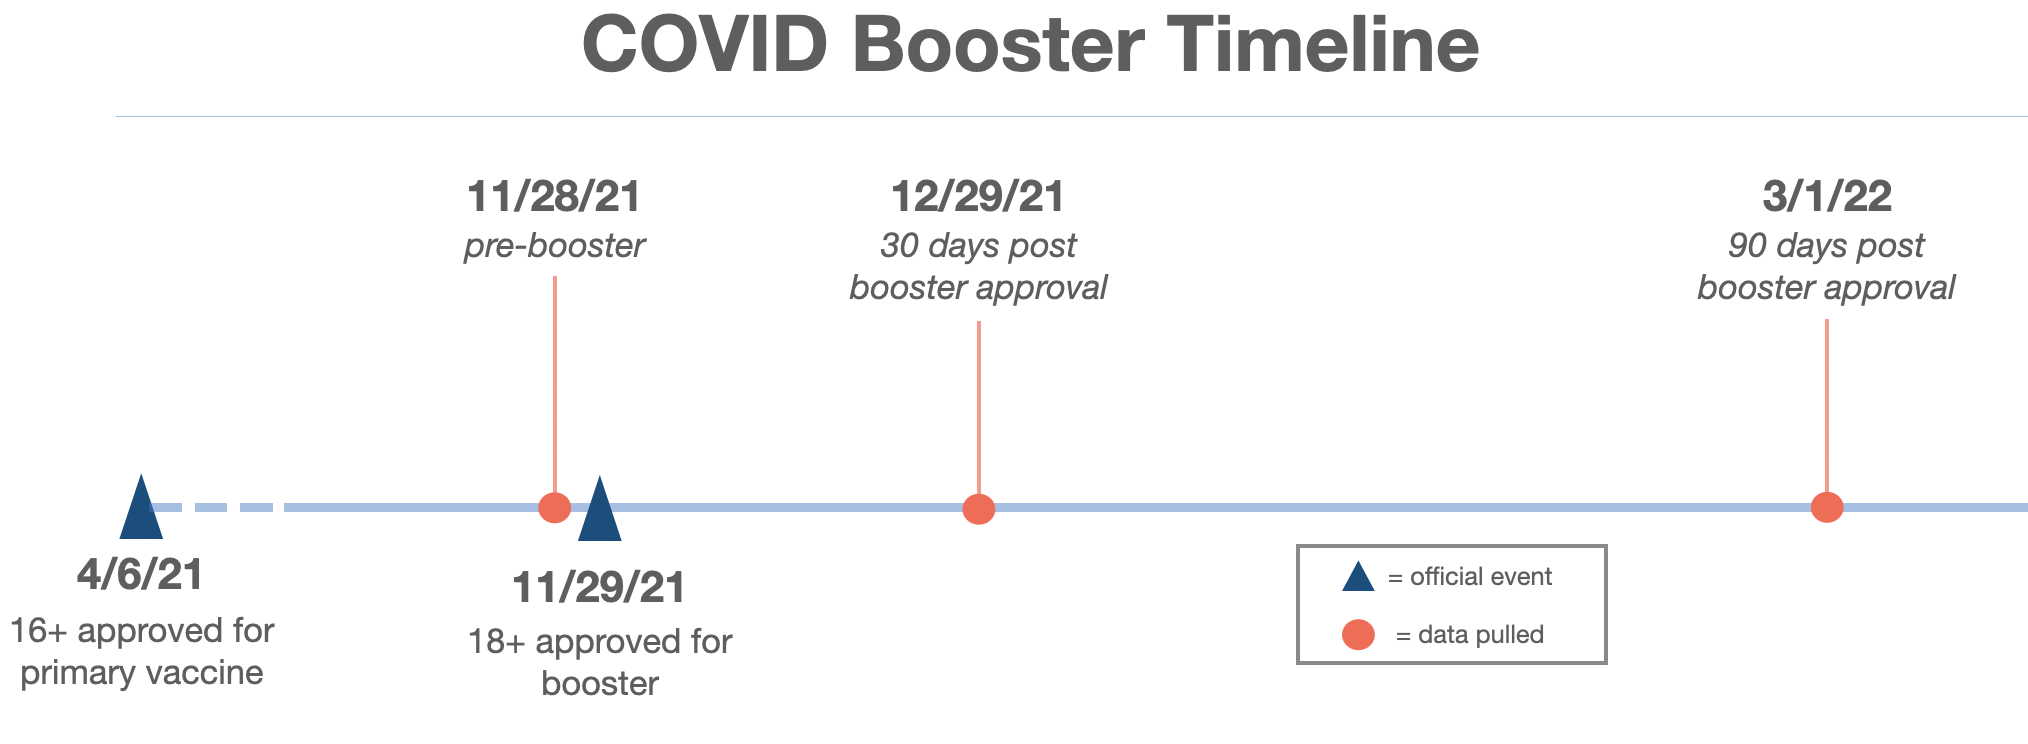 COVID Booster Timeline
11/28/21
pre-booster
12/29/21
30 days post
booster approval
3/1/22
90 days post
booster approval
4/6/21
16+ approved for
primary vaccine
11/29/21
18+ approved for
booster
= official event
= data pulled